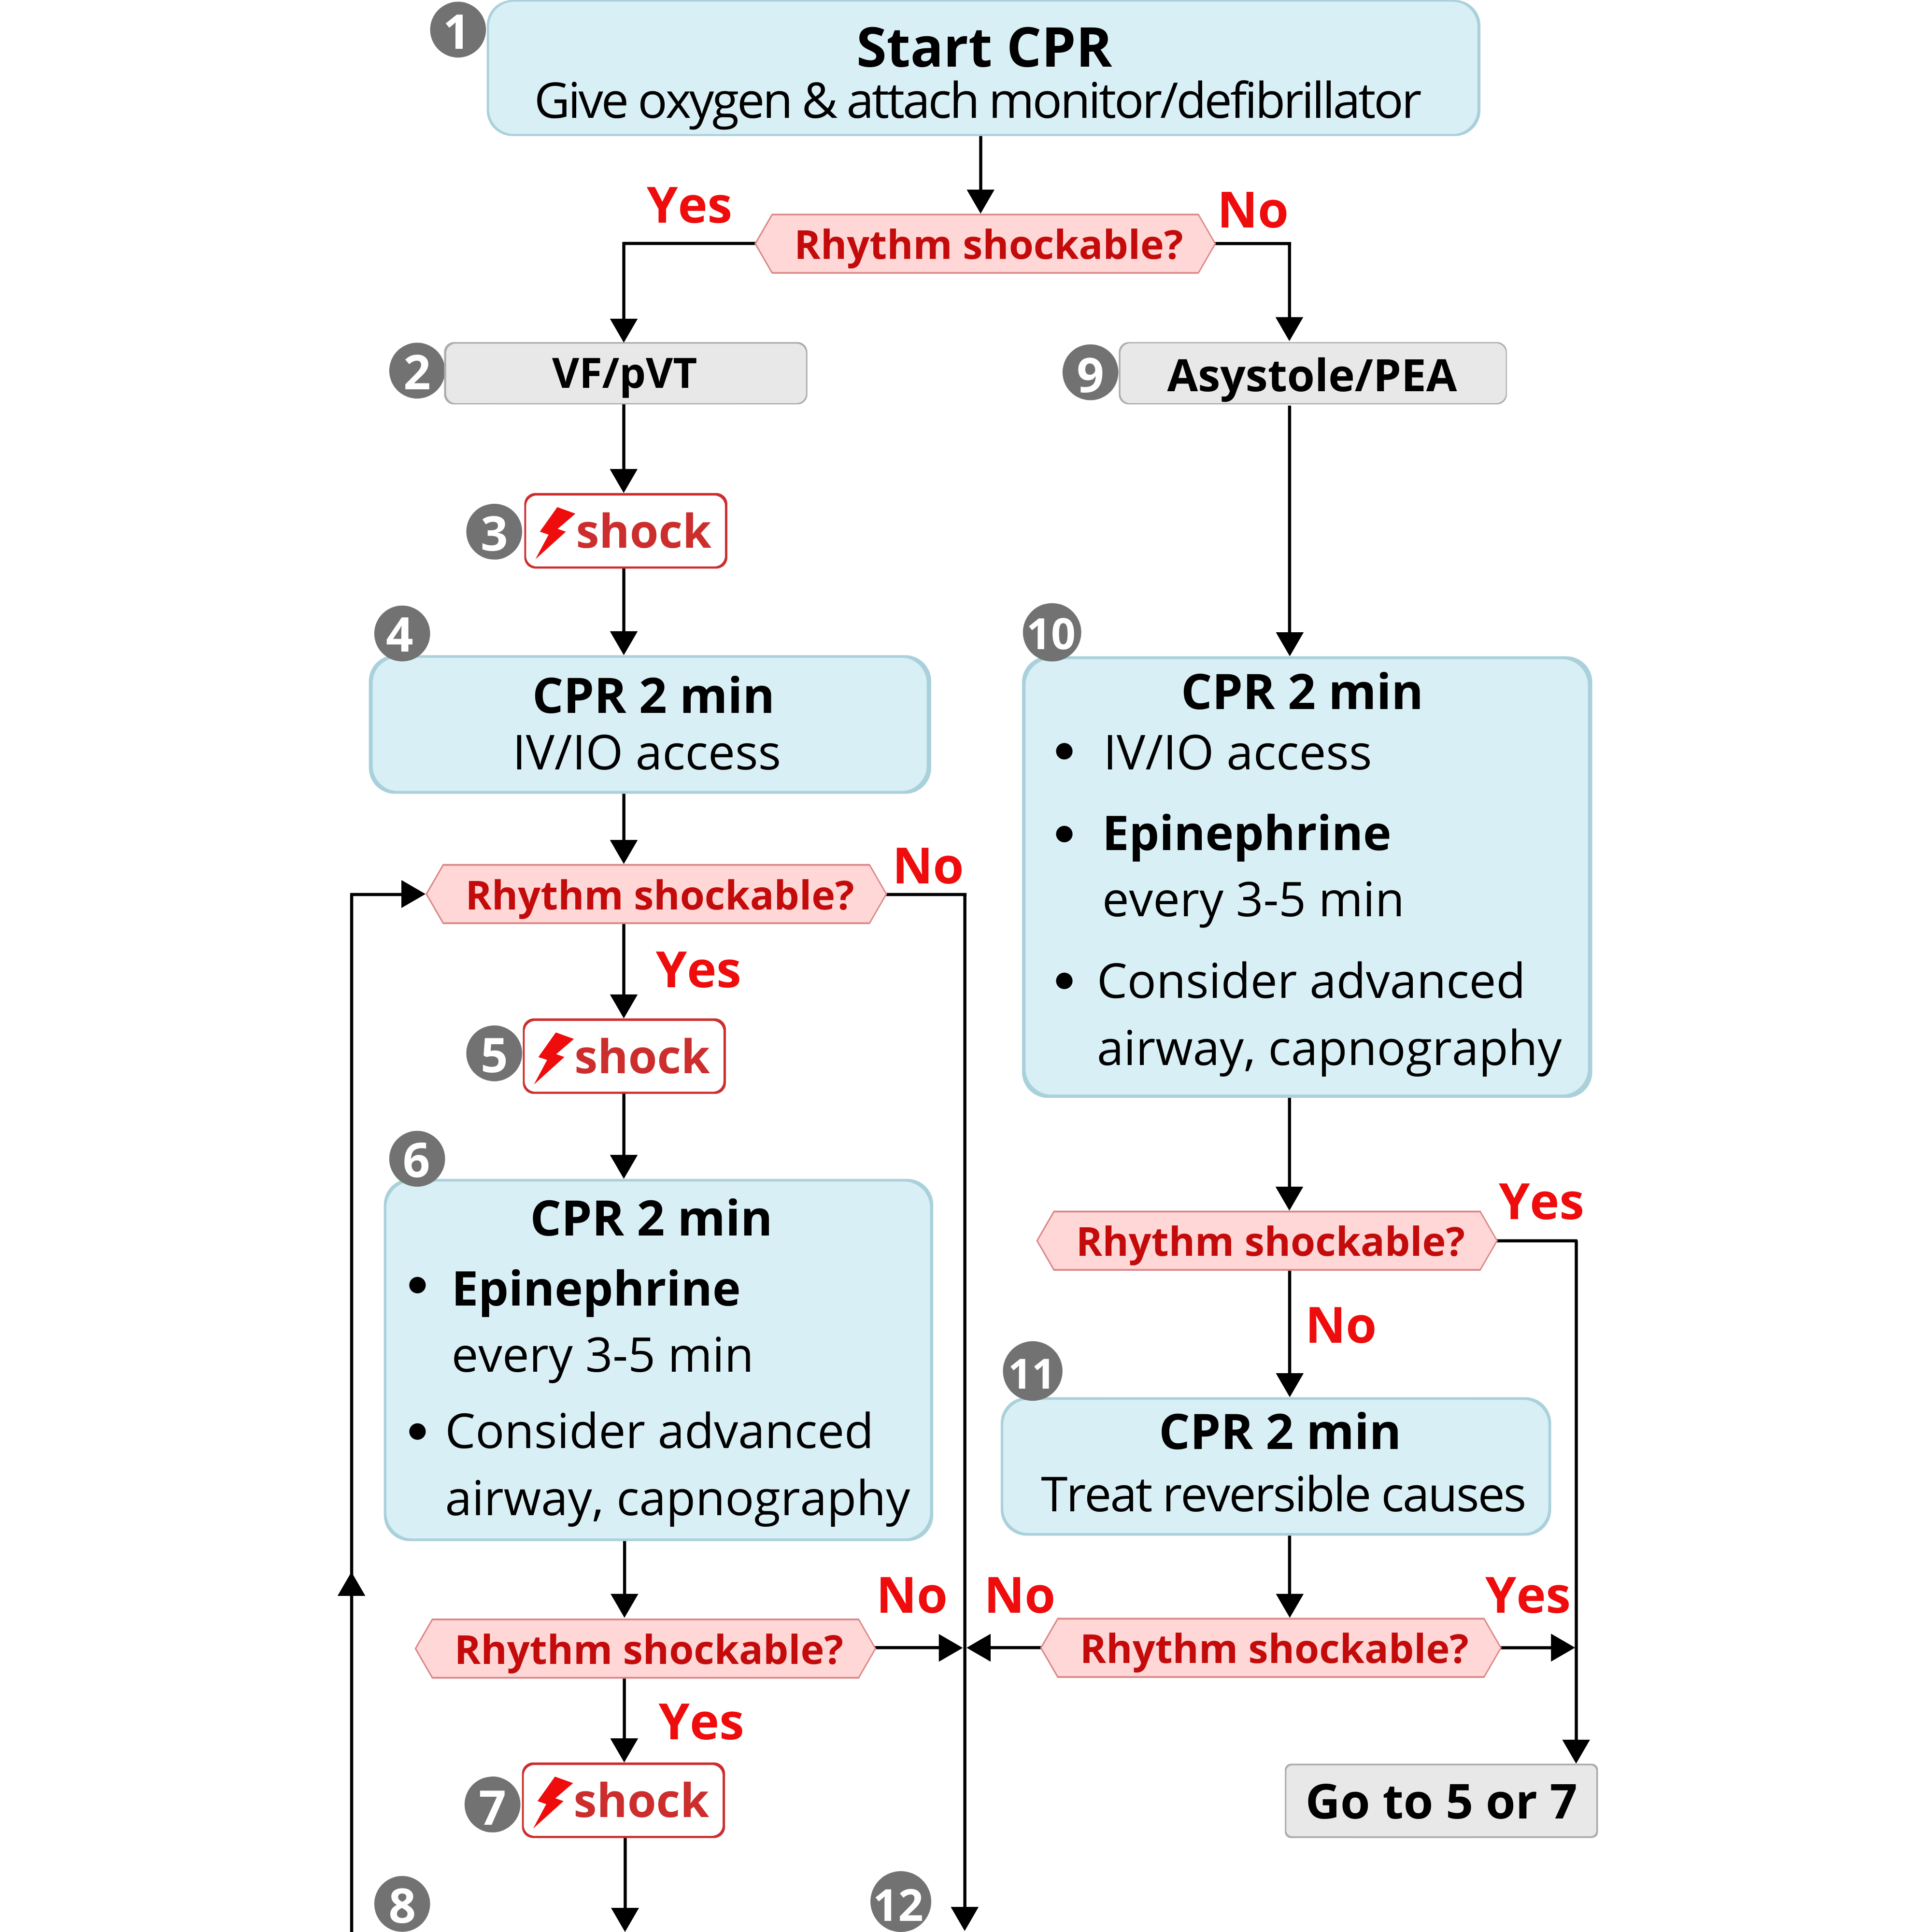 1
Start CPR
Give oxygen & attach monitor/defibrillator
Yes
No
Rhythm shockable?
2
VF/pVT
9
Asystole/PEA
3
shock
4
CPR 2 min
IV/IO access
10
CPR 2 min
• IV/IO access
• Epinephrine
every 3-5 min
• Consider advanced
airway, capnography
Rhythm shockable?
No
Yes
5
shock
6
CPR 2 min
• Epinephrine
every 3-5 min
• Consider advanced
airway, capnography
Rhythm shockable?
Yes
No
11
CPR 2 min
Treat reversible causes
Rhythm shockable?
No
No
Rhythm shockable?
Yes
Yes
7
shock
Go to 5 or 7
8
12